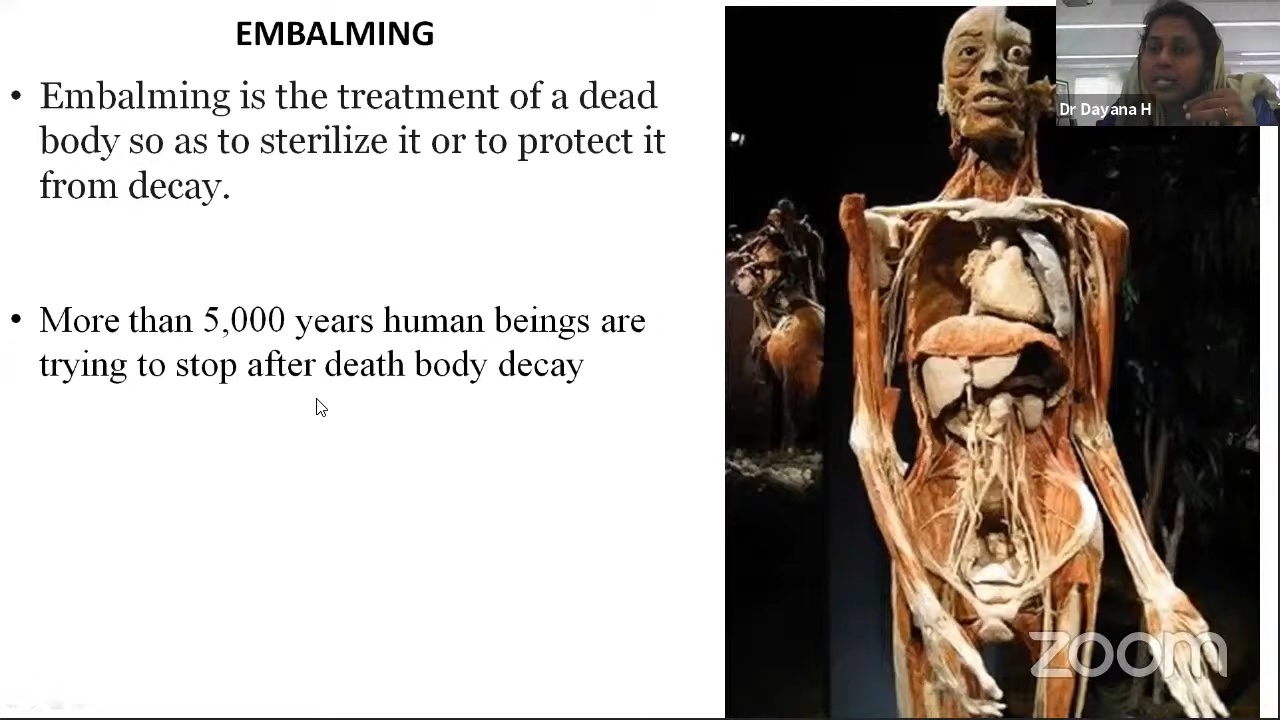 EMBALMING
• Embalming is the treatment of a dead
body so as to sterilize it or to protect it
from decay.
• More than 5,000 years human beings are
trying to stop after death body decay
Dr Dayana H
zoom